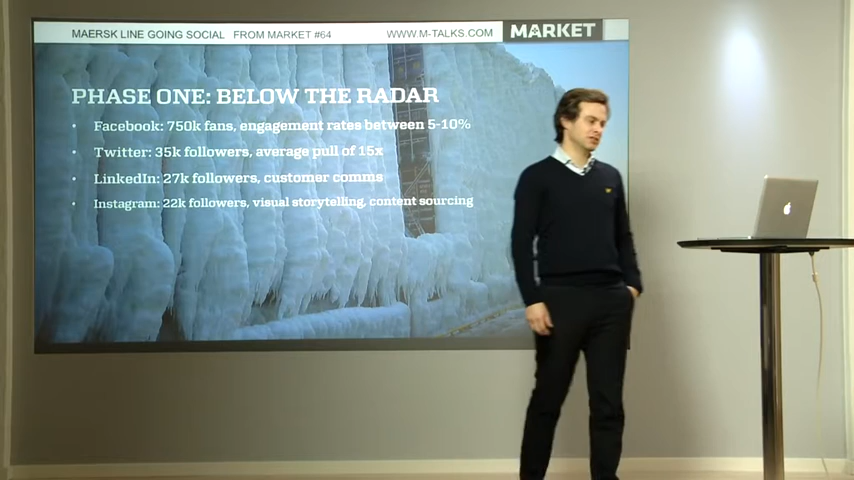 MAERSK LINE GOING SOCIAL FROM MARKET #64 WWW.M-TALKS.COM MARKET
PHASE ONE: BELOW THE RADAR
• Facebook: 750k fans, engagement rates between 5-10%
• Twitter: 35k followers, average pull of 15x
• LinkedIn: 27k followers, customer comms
• Instagram: 22k followers, visual storytelling, content sourcing